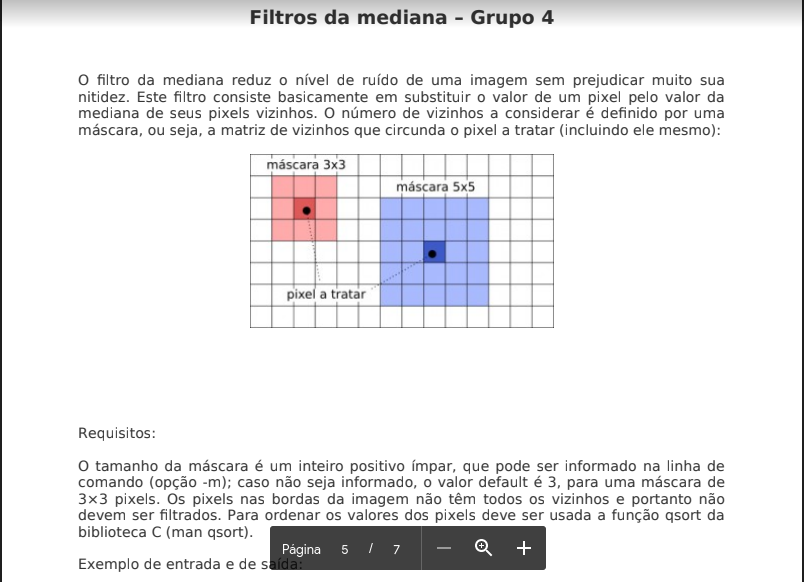 Filtros da mediana – Grupo 4
O filtro da mediana reduz o nível de ruído de uma imagem sem prejudicar muito sua
nitidez. Este filtro consiste basicamente em substituir o valor de um pixel pelo valor da
mediana de seus pixels vizinhos. O número de vizinhos a considerar é definido por uma
máscara, ou seja, a matriz de vizinhos que circunda o pixel a tratar (incluindo ele mesmo):
máscara 3x3
máscara 5x5
pixel a tratar
Requisitos:
O tamanho da máscara é um inteiro positivo ímpar, que pode ser informado na linha de
comando (opção -m); caso não seja informado, o valor default é 3, para uma máscara de
3×3 pixels. Os pixels nas bordas da imagem não têm todos os vizinhos e portanto não
devem ser filtrados. Para ordenar os valores dos pixels deve ser usada a função qsort da
biblioteca C (man qsort).
Página 5 / 7
Exemplo de entrada e de saída: